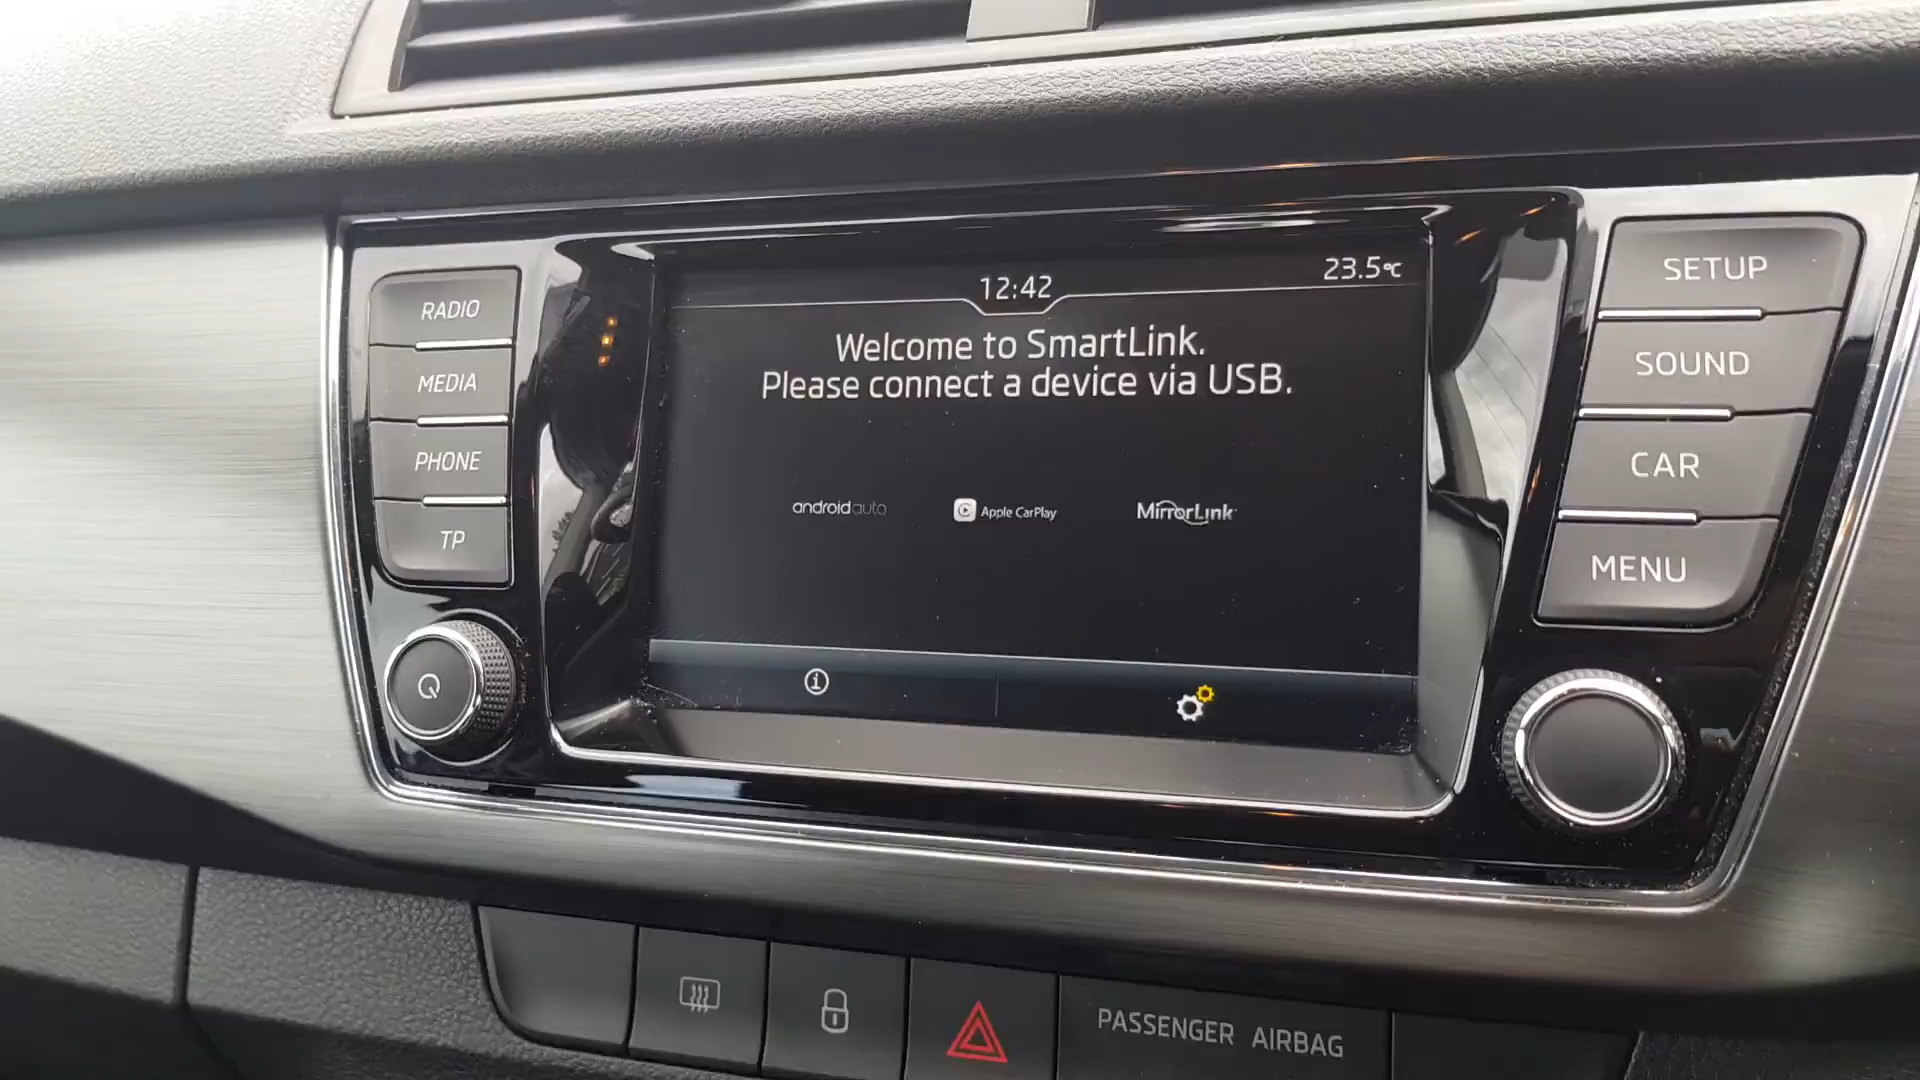 RADIO
MEDIA
PHONE
TP
12:42
23.5°C
Welcome to SmartLink.
Please connect a device via USB.
androidauto
Apple CarPlay
MirrorLink
SETUP
SOUND
CAR
MENU
PASSENGER AIRBAG